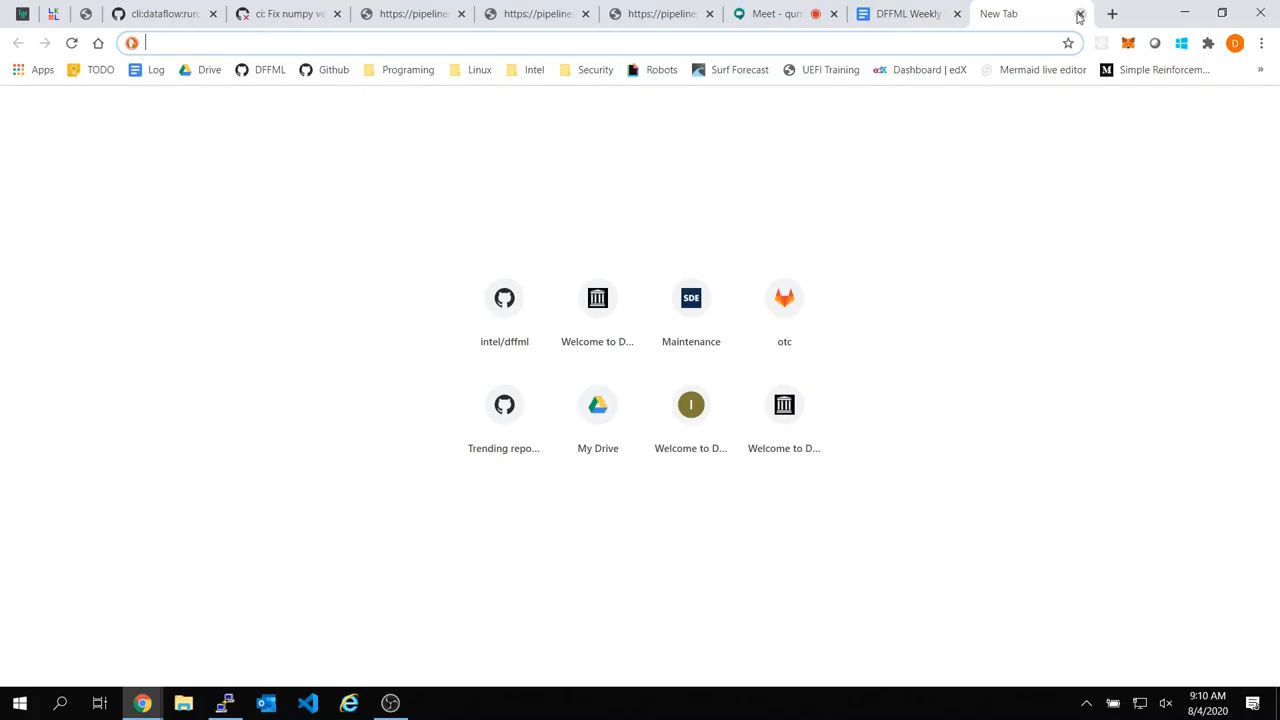 cli:dataflow:run
ci: Fix numpy ve
https://pipeline
https://pipeline
https://pipeline
Meet - qum
DFFML Weekly
New Tab
D
Apps
TODO
Log
Drive
DFFML
Github
Programing
Linux
Intel
Security
Robots
Surf Forecast
UEFI Training
edX
Dashboard | edX
Mermaid live editor
M
Simple Reinforcem...
»
SDE
intel/dffml
Welcome to D...
Maintenance
otc
I
Trending repo...
My Drive
Welcome to D...
Welcome to D...
9:10 AM
8/4/2020